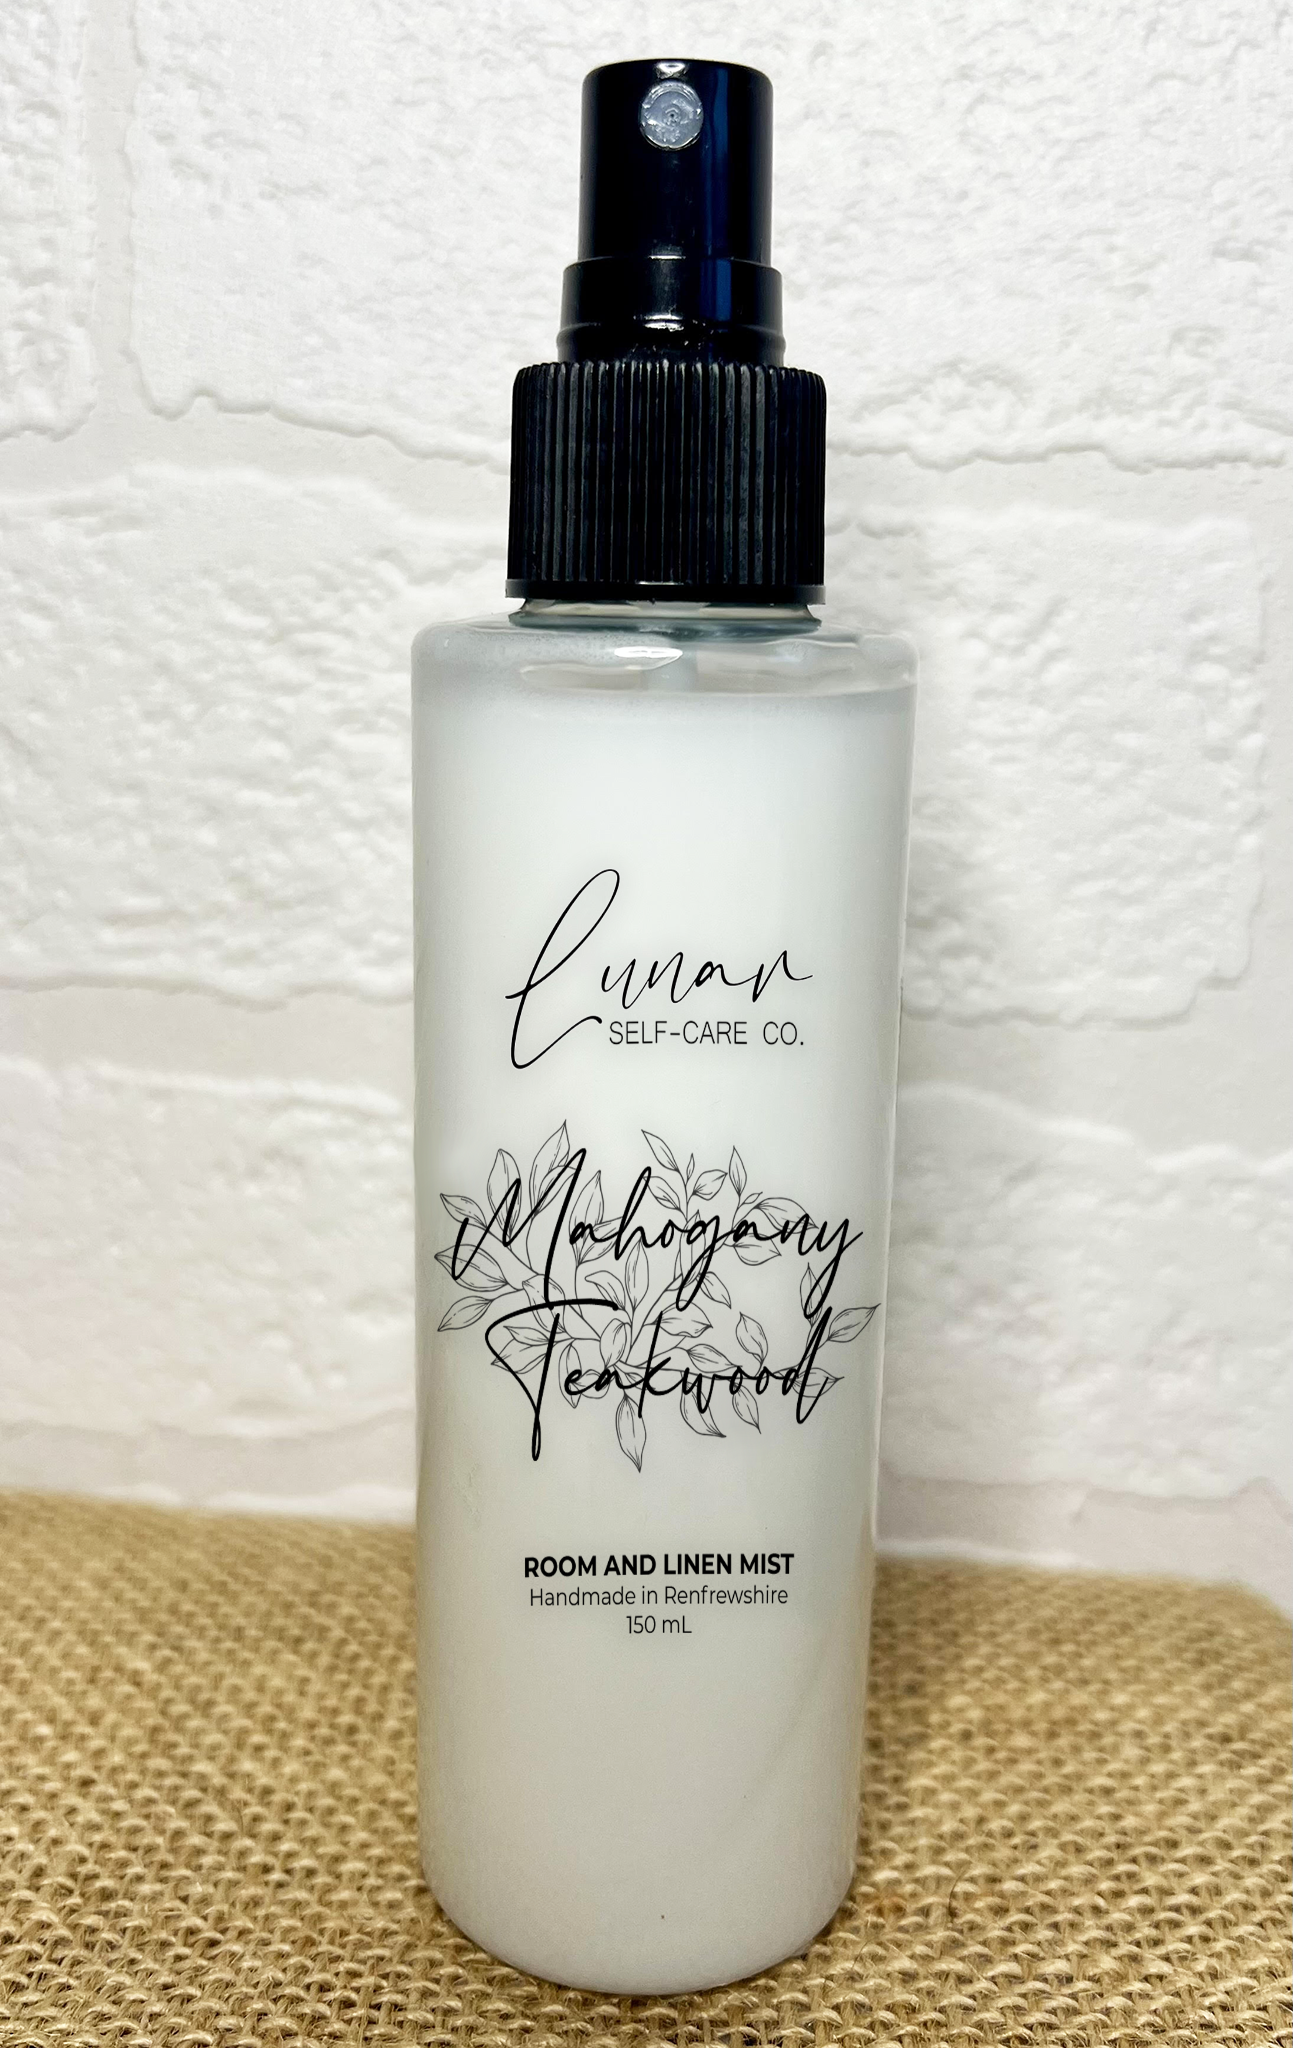 Lunar
SELF-CARE CO.
Mahogany
Teakwood
ROOM AND LINEN MIST
Handmade in Renfrewshire
150 mL